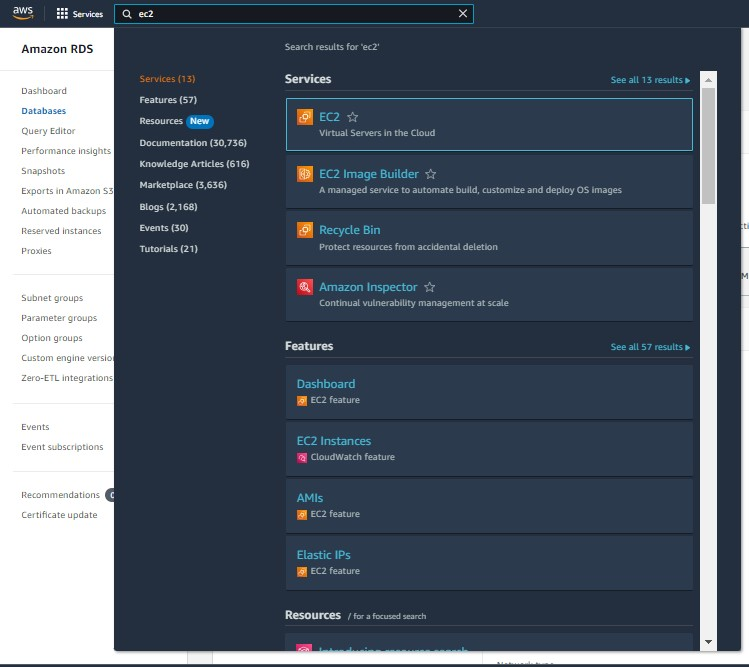 aws
Services
ec2
Amazon RDS
Dashboard
Databases
Query Editor
Performance insights
Snapshots
Exports in Amazon S3
Automated backups
Reserved instances
Proxies
Subnet groups
Parameter groups
Option groups
Custom engine version
Zero-ETL integrations
Events
Event subscriptions
Recommendations
Certificate update
Services (13)
Features (57)
Resources New
Documentation (30,736)
Knowledge Articles (616)
Marketplace (3,636)
Blogs (2,168)
Events (30)
Tutorials (21)
Search results for 'ec2'
Services
See all 13 results
EC2
Virtual Servers in the Cloud
EC2 Image Builder
A managed service to automate build, customize and deploy OS images
Recycle Bin
Protect resources from accidental deletion
Amazon Inspector
Continual vulnerability management at scale
Features
See all 57 results
Dashboard
EC2 feature
EC2 Instances
CloudWatch feature
AMIs
EC2 feature
Elastic IPs
EC2 feature
Resources / for a focused search
Introducing resource search
Network type